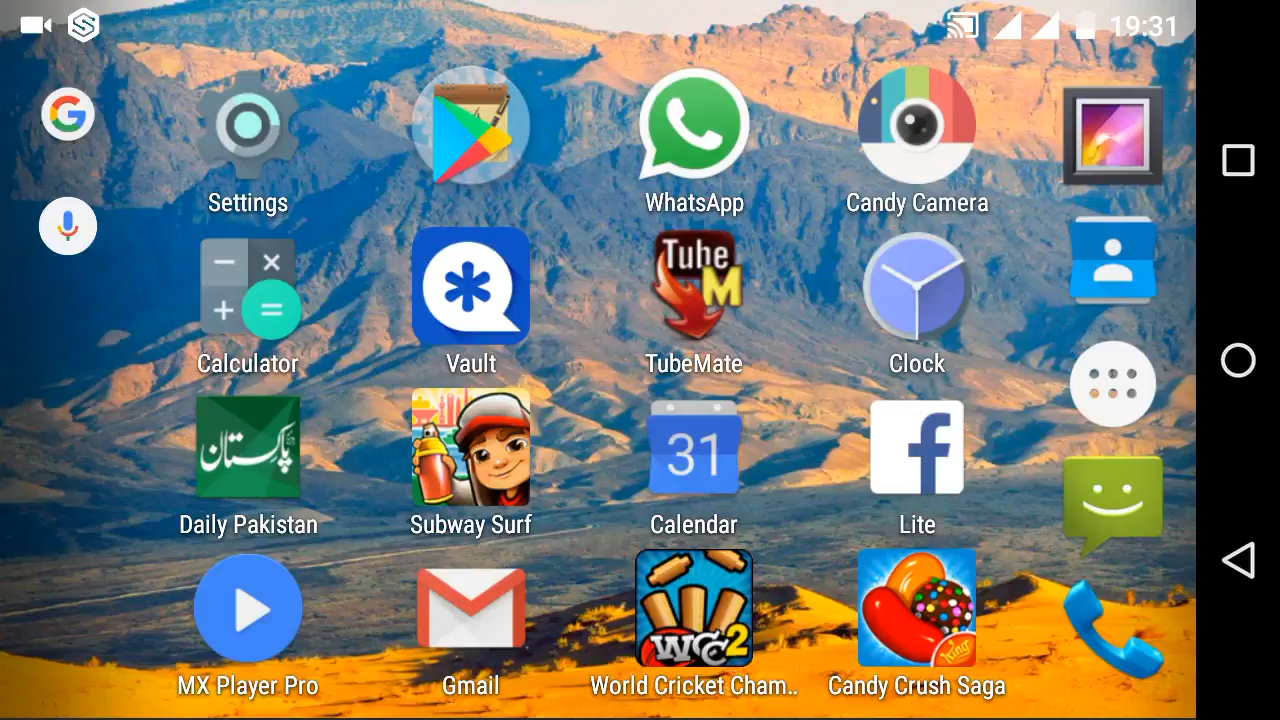 19:31
G
Settings
WhatsApp
Candy Camera
Tube
M
Calculator
Vault
TubeMate
Clock
پاکستان
31
f
Daily Pakistan
Subway Surf
Calendar
Lite
WCC2
King
MX Player Pro
Gmail
World Cricket Cham..
Candy Crush Saga